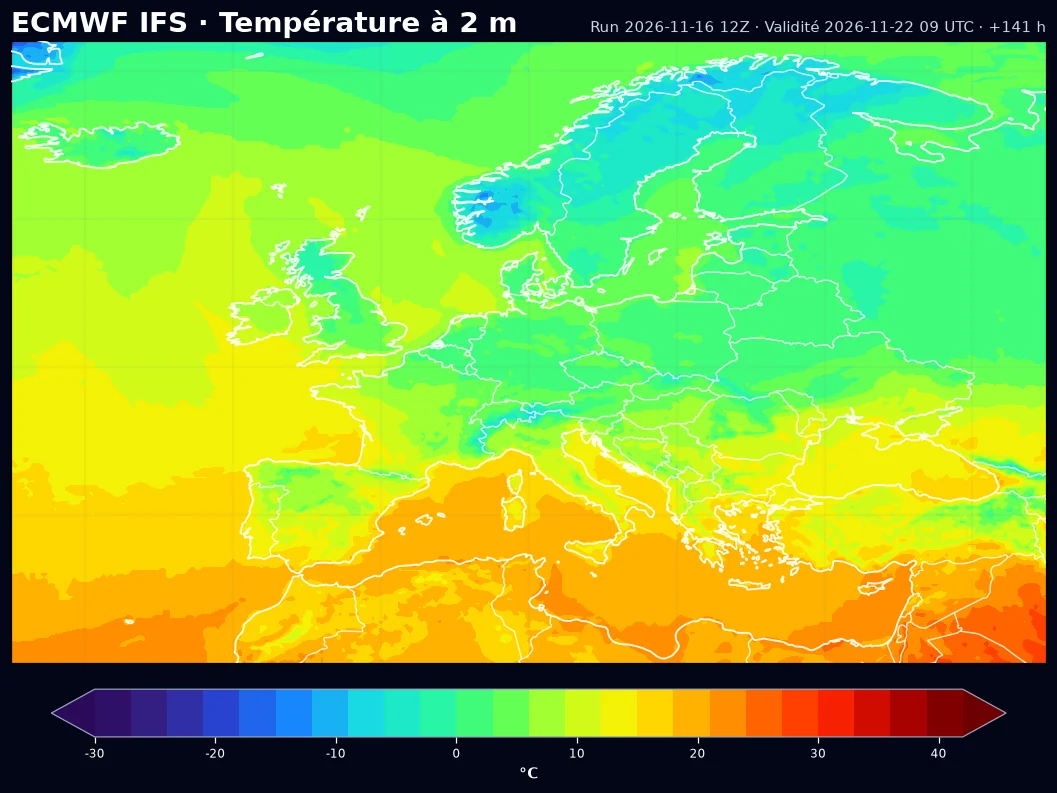 ECMWF IFS · Température à 2 m
Run 2026-11-16 12Z · Validité 2026-11-22 09 UTC · +141 h
-30 -20 -10 0 10 20 30 40
°C